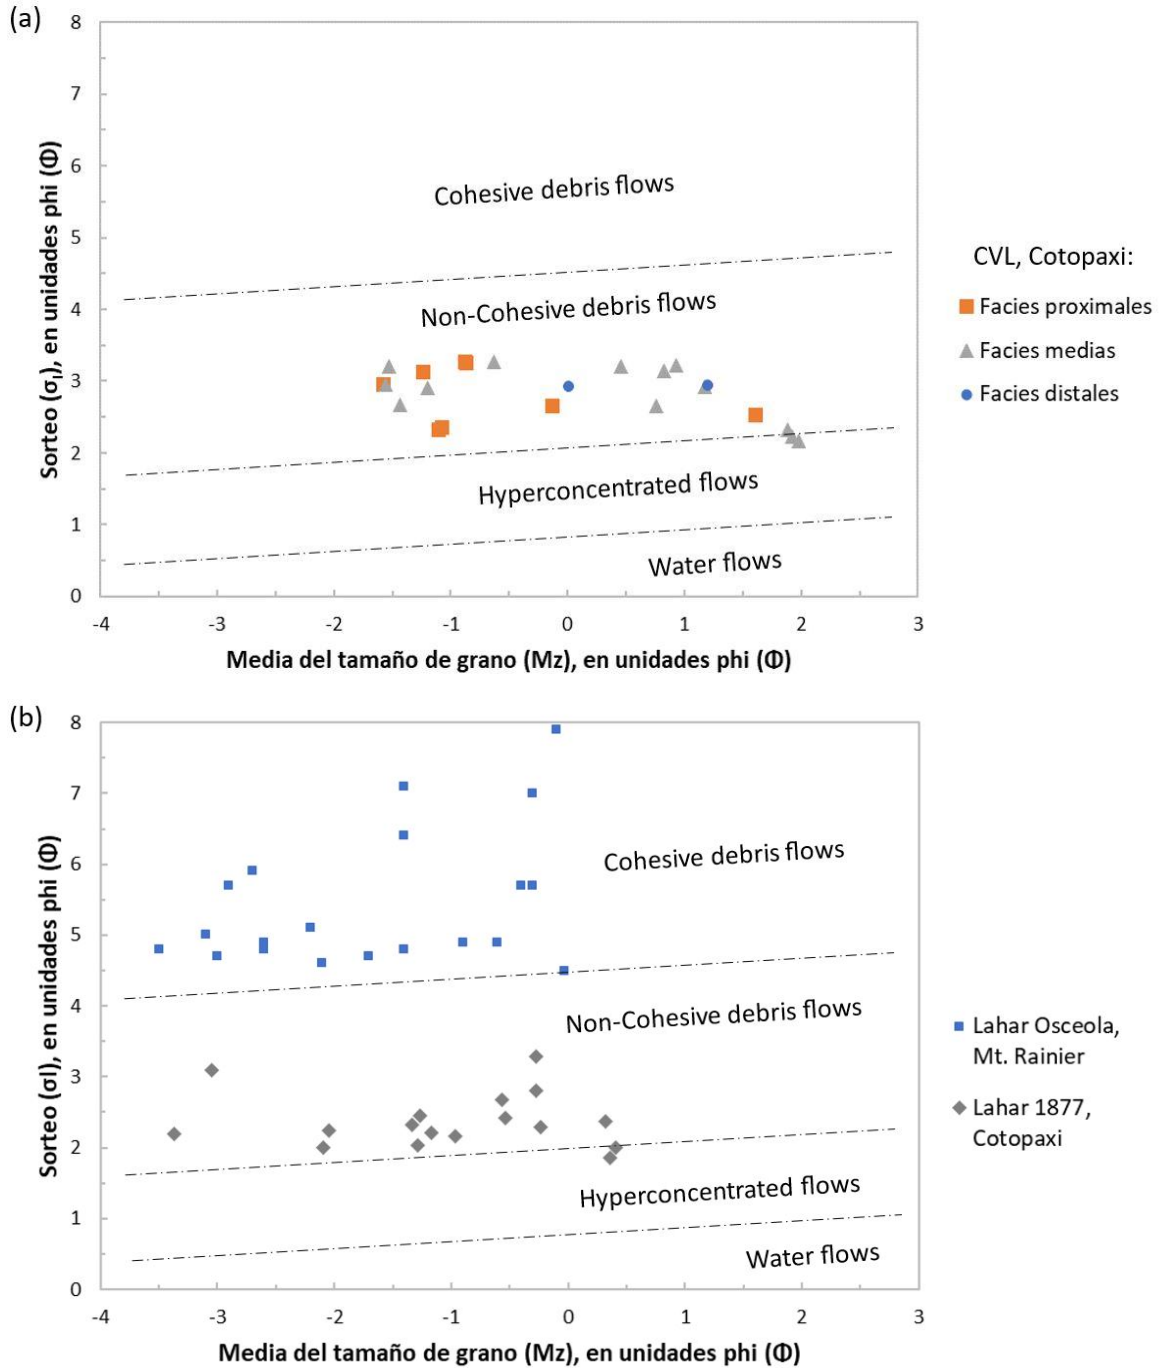 (a)
8
7
6
5
4
3
2
1
0
-4 -3 -2 -1 0 1 2 3
Sorteo (σI), en unidades phi (Φ)
Media del tamaño de grano (Mz), en unidades phi (Φ)
Cohesive debris flows
Non-Cohesive debris flows
Hyperconcentrated flows
Water flows
CVL, Cotopaxi:
Facies proximales
Facies medias
Facies distales
(b)
8
7
6
5
4
3
2
1
0
-4 -3 -2 -1 0 1 2 3
Sorteo (σI), en unidades phi (Φ)
Media del tamaño de grano (Mz), en unidades phi (Φ)
Cohesive debris flows
Non-Cohesive debris flows
Hyperconcentrated flows
Water flows
Lahar Osceola,
Mt. Rainier
Lahar 1877,
Cotopaxi